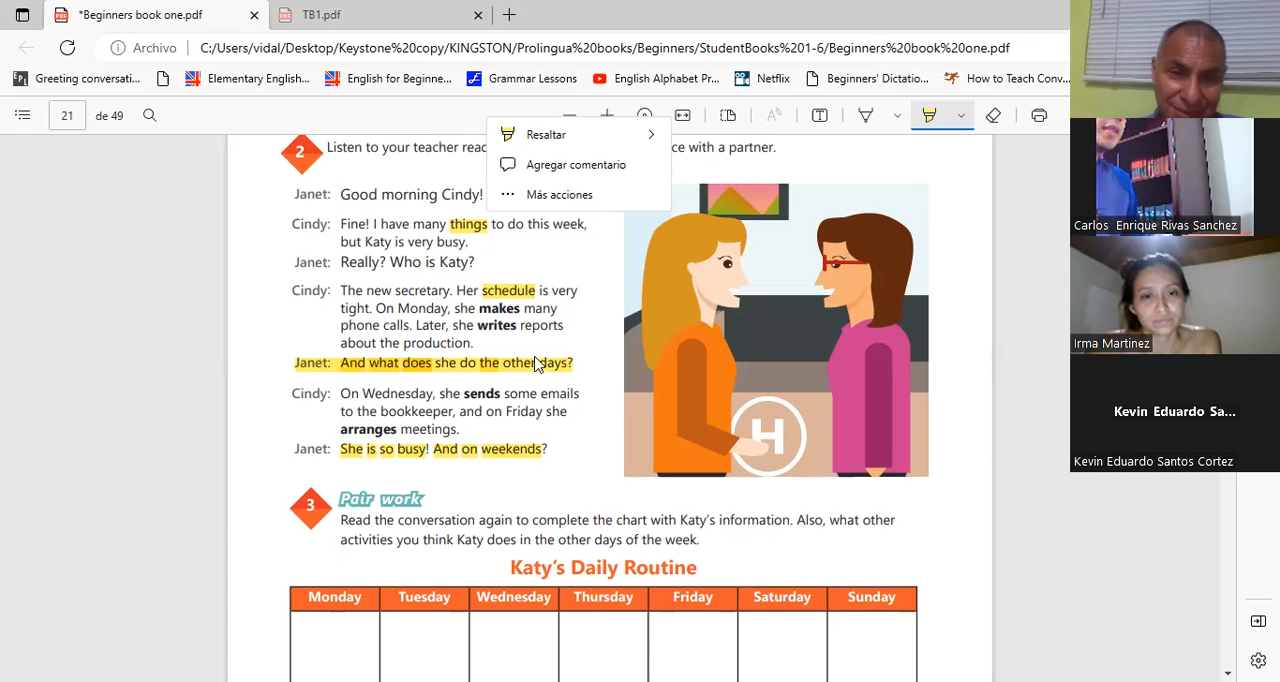 *Beginners book one.pdf
TB1.pdf
Archivo
C:/Users/vidal/Desktop/Keystone%20copy/KINGSTON/Prolingua%20books/Beginners/StudentBooks%201-6/Beginners%20book%20one.pdf
Greeting conversati...
Elementary English...
English for Beginne...
Grammar Lessons
English Alphabet Pr...
Netflix
Beginners' Dictatio...
How to Teach Conv...
21 de 49
Resaltar
Agregar comentario
Más acciones
2 Listen to your teacher read ce with a partner.
Janet: Good morning Cindy!
Cindy: Fine! I have many things to do this week,
but Katy is very busy.
Janet: Really? Who is Katy?
Cindy: The new secretary. Her schedule is very
tight. On Monday, she makes many
phone calls. Later, she writes reports
about the production.
Janet: And what does she do the other days?
Cindy: On Wednesday, she sends some emails
to the bookkeeper, and on Friday she
arranges meetings.
Janet: She is so busy! And on weekends?
H
3 Pair work
Read the conversation again to complete the chart with Katy's information. Also, what other
activities you think Katy does in the other days of the week.
Katy's Daily Routine
Monday Tuesday Wednesday Thursday Friday Saturday Sunday
Carlos Enrique Rivas Sanchez
Irma Martinez
Kevin Eduardo Sa...
Kevin Eduardo Santos Cortez